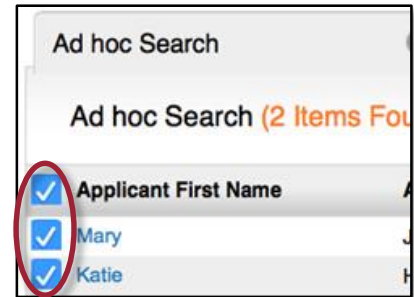 Ad hoc Search
Ad hoc Search (2 Items Fou
Applicant First Name A
Mary J
Katie H